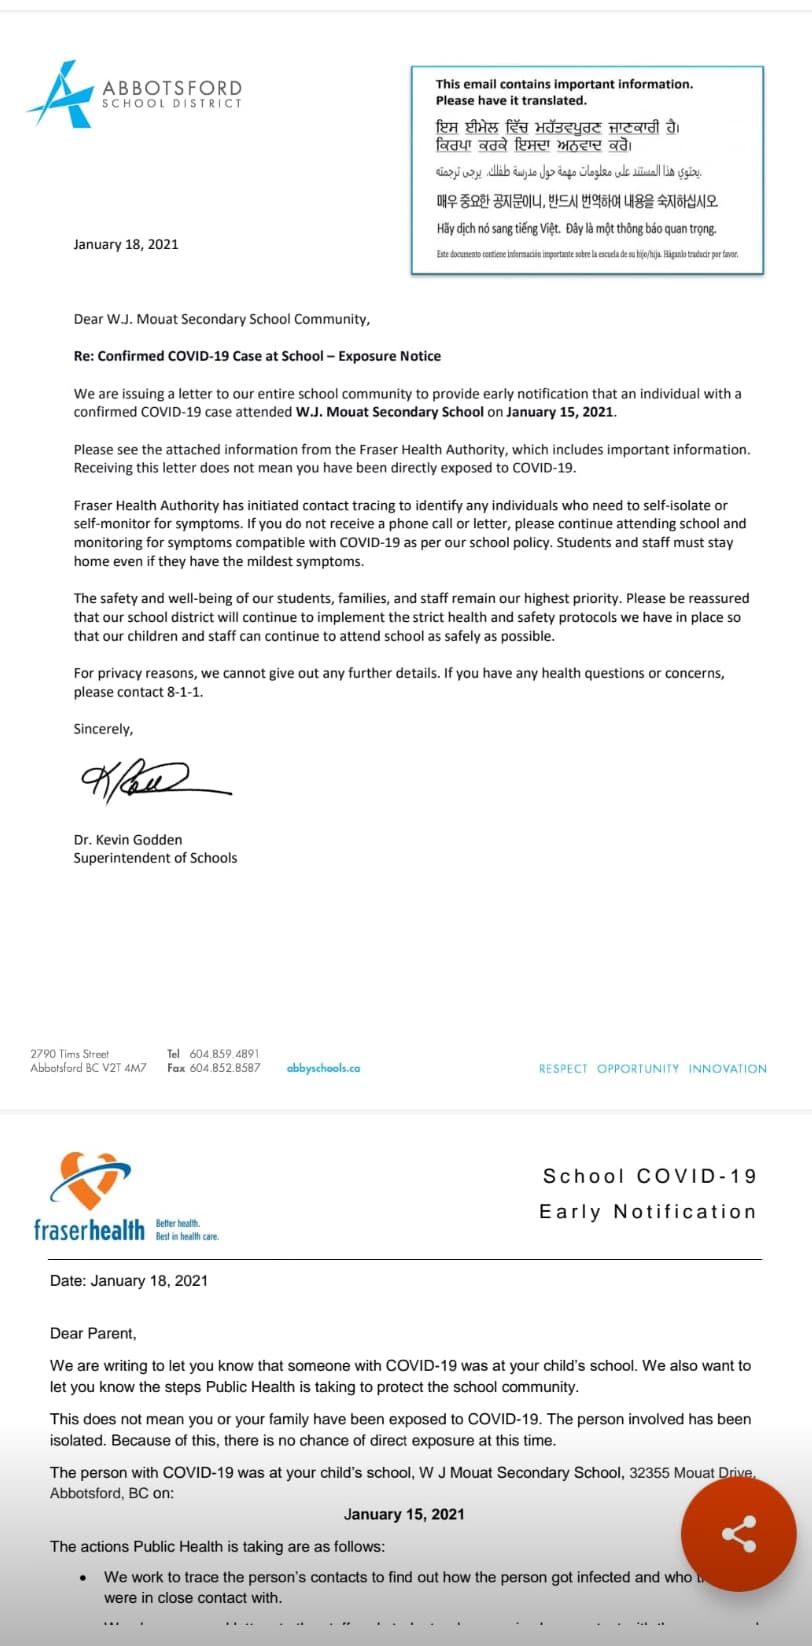 ABBOTSFORD
SCHOOL DISTRICT
This email contains important information.
Please have it translated.
ਇਸ ਈਮੇਲ ਵਿੱਚ ਮਹੱਤਵਪੂਰਣ ਜਾਣਕਾਰੀ ਹੈ।
ਕਿਰਪਾ ਕਰਕੇ ਇਸਦਾ ਅਨੁਵਾਦ ਕਰੋ।
يحتوي هذا المستند على معلومات مهمة حول مدرسة طفلك. يرجى ترجمته.
매우 중요한 공지문이니, 반드시 번역하여 내용을 숙지하십시오.
Hãy dịch nó sang tiếng Việt. Đây là một thông báo quan trọng.
Este documento contiene información importante sobre la escuela de su hijo/hija. Háganlo traducir por favor.
January 18, 2021
Dear W.J. Mouat Secondary School Community,
Re: Confirmed COVID-19 Case at School – Exposure Notice
We are issuing a letter to our entire school community to provide early notification that an individual with a
confirmed COVID-19 case attended W.J. Mouat Secondary School on January 15, 2021.
Please see the attached information from the Fraser Health Authority, which includes important information.
Receiving this letter does not mean you have been directly exposed to COVID-19.
Fraser Health Authority has initiated contact tracing to identify any individuals who need to self-isolate or
self-monitor for symptoms. If you do not receive a phone call or letter, please continue attending school and
monitoring for symptoms compatible with COVID-19 as per our school policy. Students and staff must stay
home even if they have the mildest symptoms.
The safety and well-being of our students, families, and staff remain our highest priority. Please be reassured
that our school district will continue to implement the strict health and safety protocols we have in place so
that our children and staff can continue to attend school as safely as possible.
For privacy reasons, we cannot give out any further details. If you have any health questions or concerns,
please contact 8-1-1.
Sincerely,
Dr. Kevin Godden
Superintendent of Schools
2790 Tims Street Tel 604.859.4891
Abbotsford BC V2T 4M7 Fax 604.852.8587 abbyschools.ca RESPECT OPPORTUNITY INNOVATION
School COVID-19
Early Notification
fraserhealth Better health.
Best in health care.
Date: January 18, 2021
Dear Parent,
We are writing to let you know that someone with COVID-19 was at your child's school. We also want to
let you know the steps Public Health is taking to protect the school community.
This does not mean you or your family have been exposed to COVID-19. The person involved has been
isolated. Because of this, there is no chance of direct exposure at this time.
The person with COVID-19 was at your child's school, W J Mouat Secondary School, 32355 Mouat Drive,
Abbotsford, BC on:
January 15, 2021
The actions Public Health is taking are as follows:
• We work to trace the person's contacts to find out how the person got infected and who
were in close contact with.